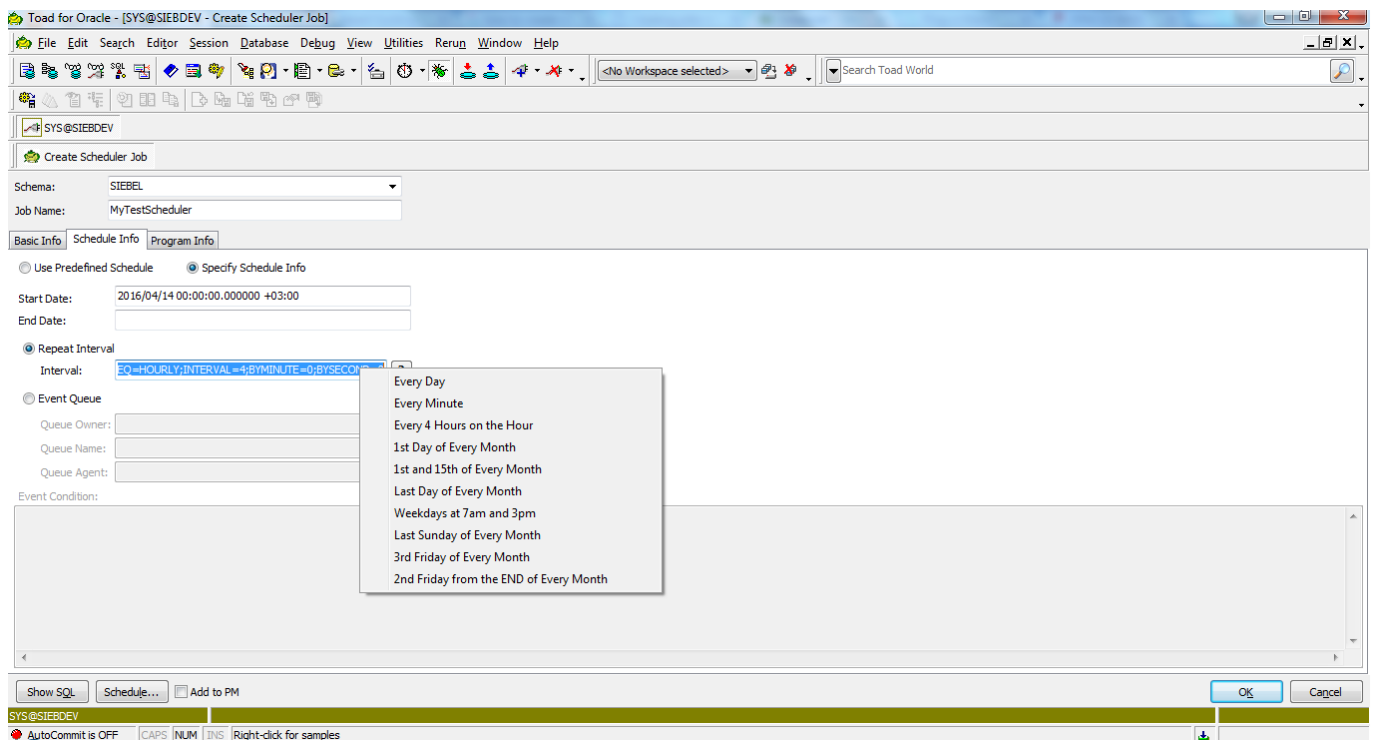 Toad for Oracle - [SYS@SIEBDEV - Create Scheduler Job]
File Edit Search Editor Session Database Debug View Utilities Rerun Window Help
<No Workspace selected> Search Toad World
SYS@SIEBDEV
Create Scheduler Job
Schema: SIEBEL
Job Name: MyTestScheduler
Basic Info Schedule Info Program Info
Use Predefined Schedule Specify Schedule Info
Start Date: 2016/04/14 00:00:00.000000 +03:00
End Date:
Repeat Interval
Interval: EQ=HOURLY;INTERVAL=4;BYMINUTE=0;BYSECOND=0
Every Day
Event Queue
Every Minute
Queue Owner:
Every 4 Hours on the Hour
Queue Name:
1st Day of Every Month
Queue Agent:
1st and 15th of Every Month
Event Condition:
Last Day of Every Month
Weekdays at 7am and 3pm
Last Sunday of Every Month
3rd Friday of Every Month
2nd Friday from the END of Every Month
Show SQL Schedule... Add to PM OK Cancel
SYS@SIEBDEV
AutoCommit is OFF CAPS NUM INS Right-click for samples